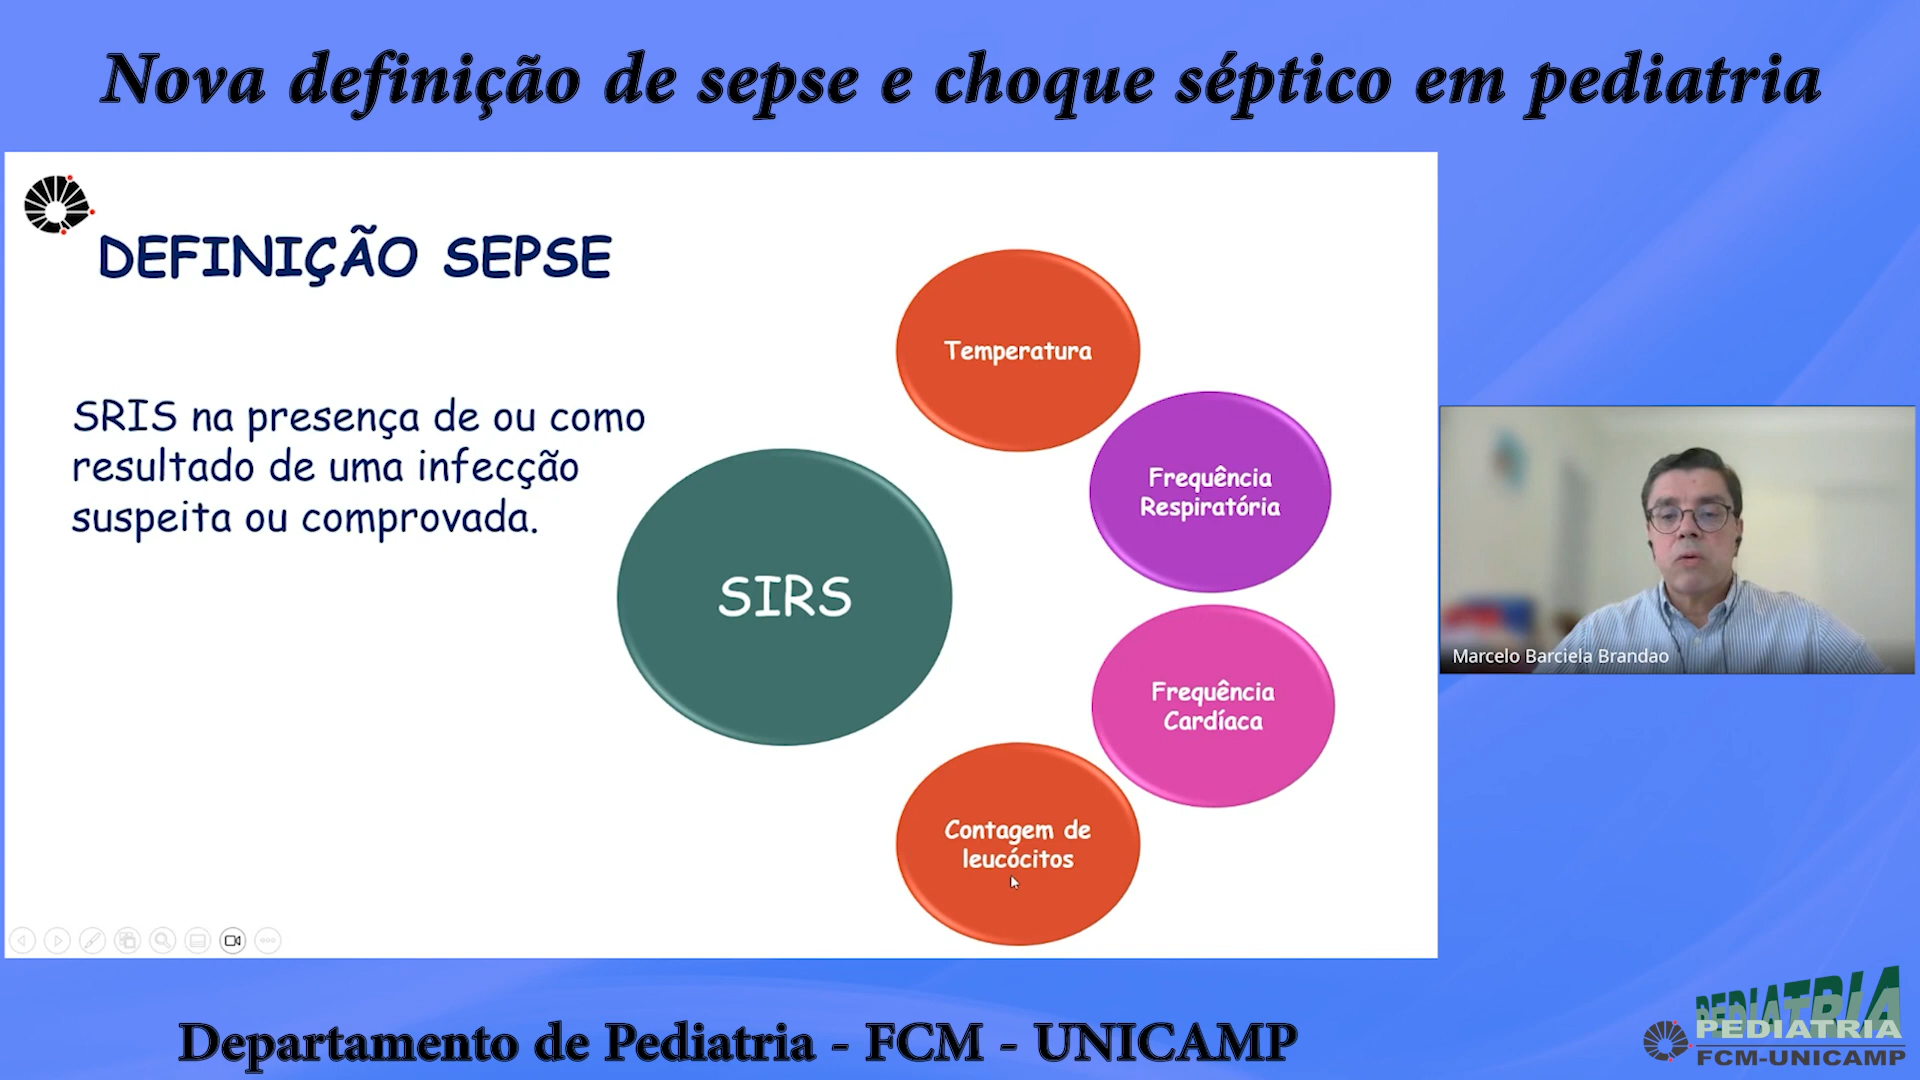 Nova definição de sepse e choque séptico em pediatria
DEFINIÇÃO SEPSE
SRIS na presença de ou como
resultado de uma infecção
suspeita ou comprovada.
SIRS
Temperatura
Frequência
Respiratória
Frequência
Cardíaca
Contagem de
leucócitos
Marcelo Barciela Brandao
Departamento de Pediatria - FCM - UNICAMP
PEDIATRIA
PEDIATRIA
FCM-UNICAMP